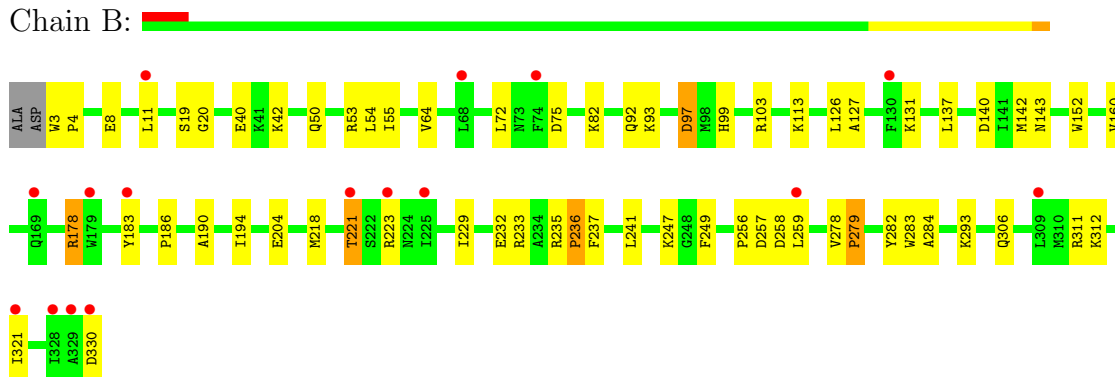 Chain B:
ALA ASP W3 P4 E8 L11 S19 G20 E40 K41 K42 Q50 R53 L54 I55 V64 L68 L72 N73 F74 D75 K82 Q92 K93 D97 M98 H99 R103 K113 L126 A127 F130 K131 L137 D140 I141 M142 N143 W152
Q169 R178 W179 Y183 P186 A190 I194 E204 M218 T221 S222 R223 N224 I225 I229 E232 R233 A234 R235 P236 F237 L241 K247 G248 F249 P256 D257 D258 L259 V278 P279 Y282 W283 A284 K293 Q306 L309 M310 R311 K312
I321 I328 A329 D330